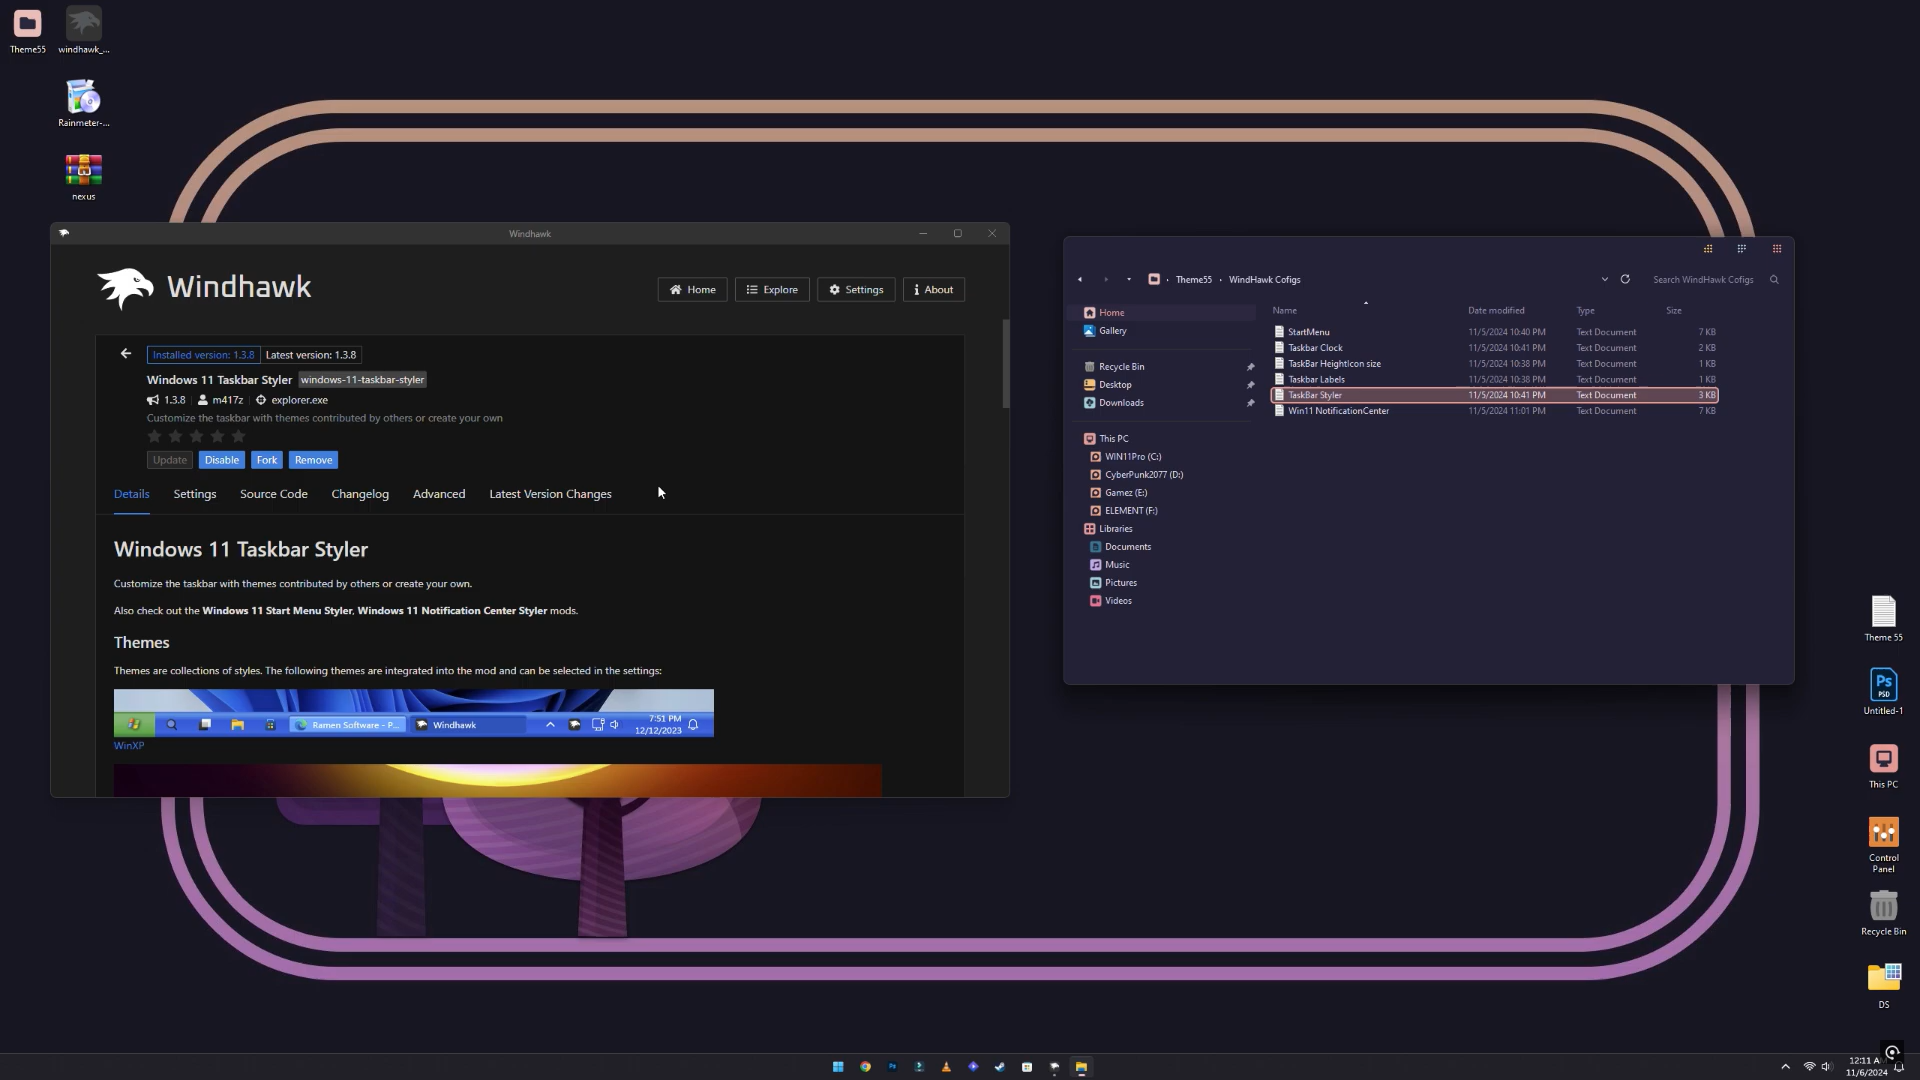 Theme55
windhawk_...
Rainmeter-...
nexus
Windhawk
Windhawk
Home
Explore
Settings
About
Installed version: 1.3.8
Latest version: 1.3.8
Windows 11 Taskbar Styler
windows-11-taskbar-styler
1.3.8
m417z
explorer.exe
Customize the taskbar with themes contributed by others or create your own
Update
Disable
Fork
Remove
Details
Settings
Source Code
Changelog
Advanced
Latest Version Changes
Windows 11 Taskbar Styler
Customize the taskbar with themes contributed by others or create your own.
Also check out the Windows 11 Start Menu Styler, Windows 11 Notification Center Styler mods.
Themes
Themes are collections of styles. The following themes are integrated into the mod and can be selected in the settings:
Ramen Software - P...
Windhawk
7:51 PM
12/12/2023
WinXP
Theme55
WindHawk Cofigs
Search WindHawk Cofigs
Home
Gallery
Recycle Bin
Desktop
Downloads
This PC
WIN11Pro (C:)
CyberPunk2077 (D:)
Gamez (E:)
ELEMENT (F:)
Libraries
Documents
Music
Pictures
Videos
Name Date modified Type Size
StartMenu 11/5/2024 10:40 PM Text Document 7 KB
Taskbar Clock 11/5/2024 10:41 PM Text Document 2 KB
TaskBar HeightIcon size 11/5/2024 10:38 PM Text Document 1 KB
Taskbar Labels 11/5/2024 10:38 PM Text Document 1 KB
TaskBar Styler 11/5/2024 10:41 PM Text Document 3 KB
Win11 NotificationCenter 11/5/2024 11:01 PM Text Document 7 KB
Theme 55
Ps
PSD
Untitled-1
This PC
Control
Panel
Recycle Bin
DS
Ps
12:11 A
11/6/2024